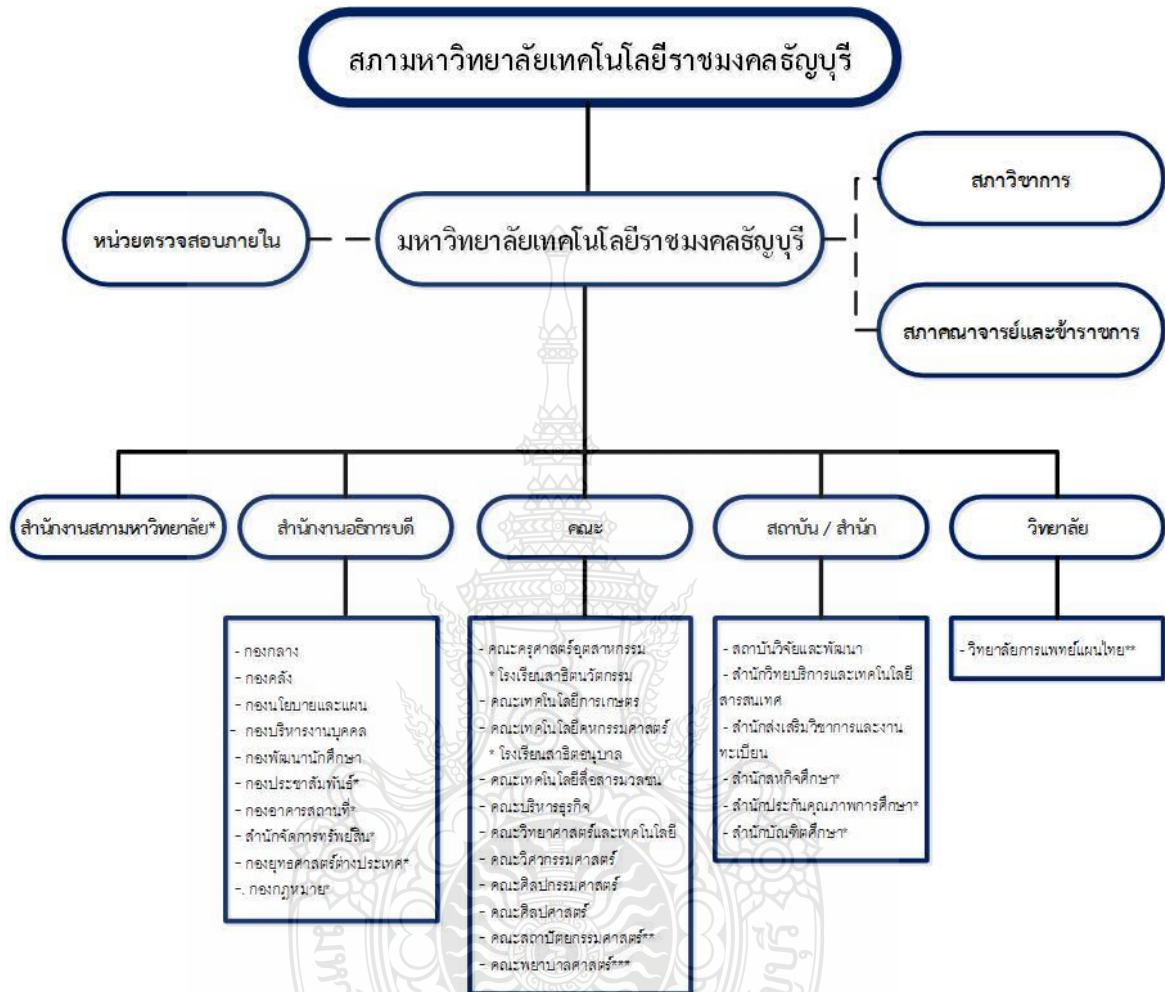 สภามหาวิทยาลัยเทคโนโลยีราชมงคลธัญบุรี
สภาวิชาการ
หน่วยตรวจสอบภายใน
มหาวิทยาลัยเทคโนโลยีราชมงคลธัญบุรี
สภาคณาจารย์และข้าราชการ
สำนักงานสภามหาวิทยาลัย*
สำนักงานอธิการบดี
คณะ
สถาบัน / สำนัก
วิทยาลัย
- กองกลาง
- กองคลัง
- กองนโยบายและแผน
- กองบริหารงานบุคคล
- กองพัฒนานักศึกษา
- กองประชาสัมพันธ์*
- กองอาคารสถานที่*
- สำนักจัดการทรัพย์สิน*
- กองยุทธศาสตร์ต่างประเทศ*
-. กองกฎหมาย*
- คณะครุศาสตร์อุตสาหกรรม
* โรงเรียนสาธิตนวัตกรรม
- คณะเทคโนโลยีการเกษตร
- คณะเทคโนโลยีคหกรรมศาสตร์
* โรงเรียนสาธิตอนุบาล
- คณะเทคโนโลยีสื่อสารมวลชน
- คณะบริหารธุรกิจ
- คณะวิทยาศาสตร์และเทคโนโลยี
- คณะวิศวกรรมศาสตร์
- คณะศิลปกรรมศาสตร์
- คณะศิลปศาสตร์
- คณะสถาปัตยกรรมศาสตร์**
- คณะพยาบาลศาสตร์***
- สถาบันวิจัยและพัฒนา
- สำนักวิทยบริการและเทคโนโลยี
สารสนเทศ
- สำนักส่งเสริมวิชาการและงาน
ทะเบียน
- สำนักสหกิจศึกษา*
- สำนักประกันคุณภาพการศึกษา*
- สำนักบัณฑิตศึกษา*
- วิทยาลัยการแพทย์แผนไทย**